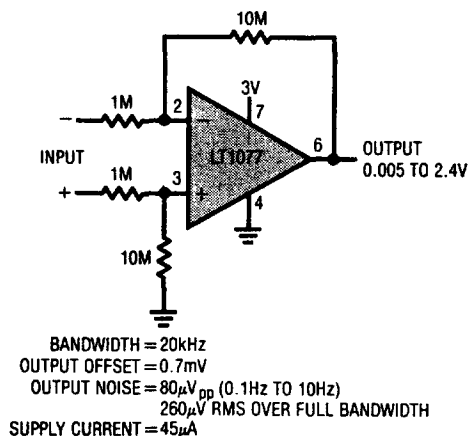 10M
1M
3V
2
7
−
−
6
OUTPUT
INPUT
LT1077
0.005 TO 2.4V
1M
3
+
+
4
10M
BANDWIDTH = 20kHz
OUTPUT OFFSET = 0.7mV
OUTPUT NOISE = 80μVpp (0.1Hz TO 10Hz)
260μV RMS OVER FULL BANDWIDTH
SUPPLY CURRENT = 45μA